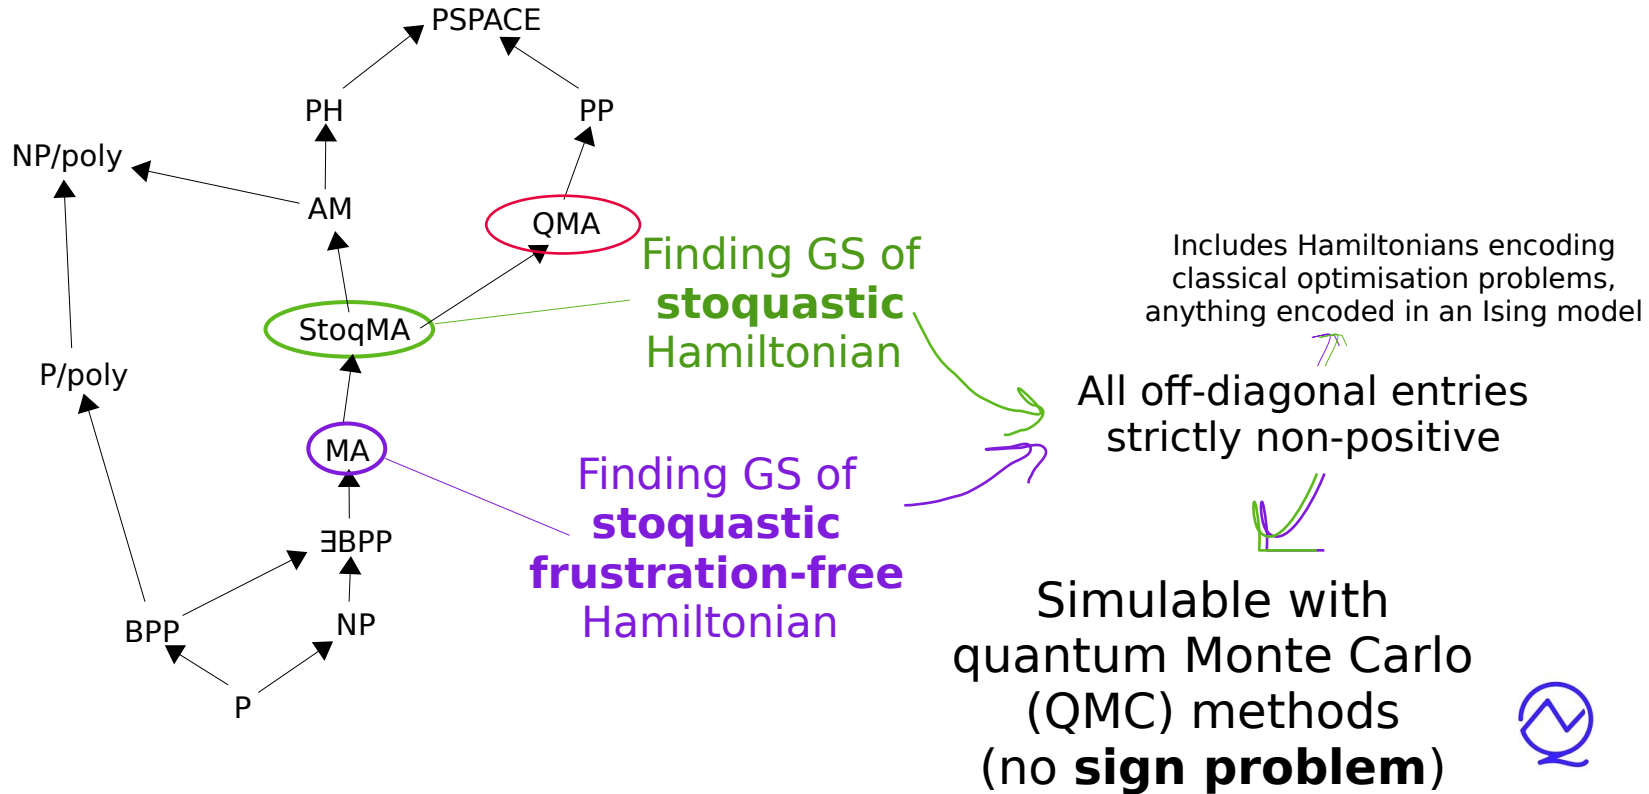 PSPACE
PH
PP
NP/poly
AM
QMA
StoqMA
P/poly
MA
∃BPP
BPP
NP
P
Finding GS of
stoquastic
Hamiltonian
Finding GS of
stoquastic
frustration-free
Hamiltonian
Includes Hamiltonians encoding
classical optimisation problems,
anything encoded in an Ising model
All off-diagonal entries
strictly non-positive
Simulable with
quantum Monte Carlo
(QMC) methods
(no sign problem)